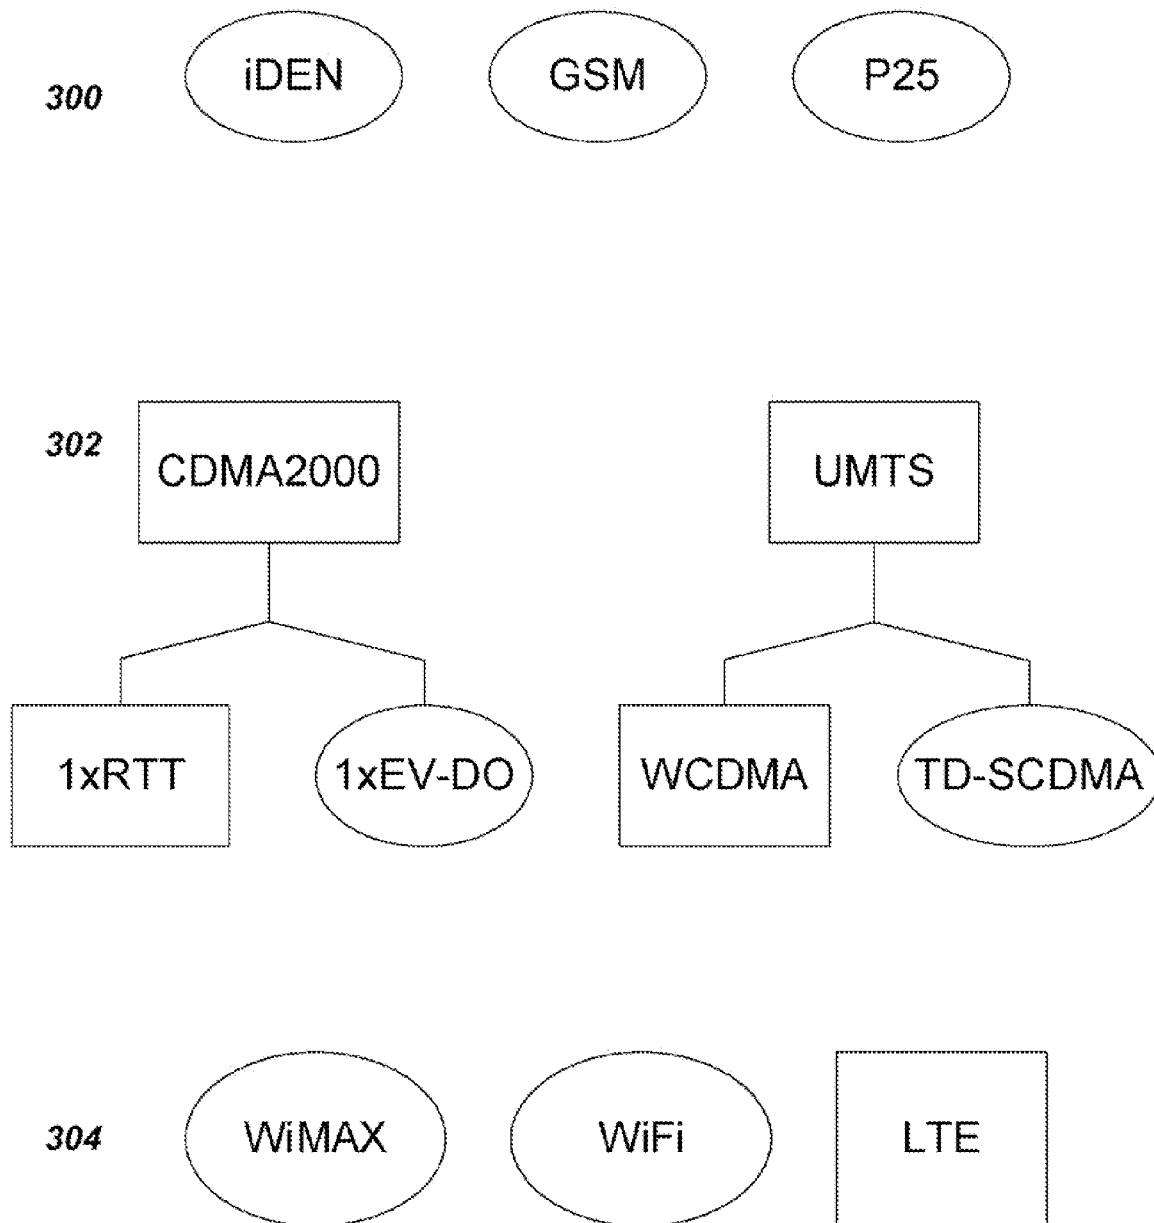 iDEN GSM P25
300
302
CDMA2000 UMTS
1xRTT 1xEV-DO WCDMA TD-SCDMA
304 WiMAX WiFi LTE